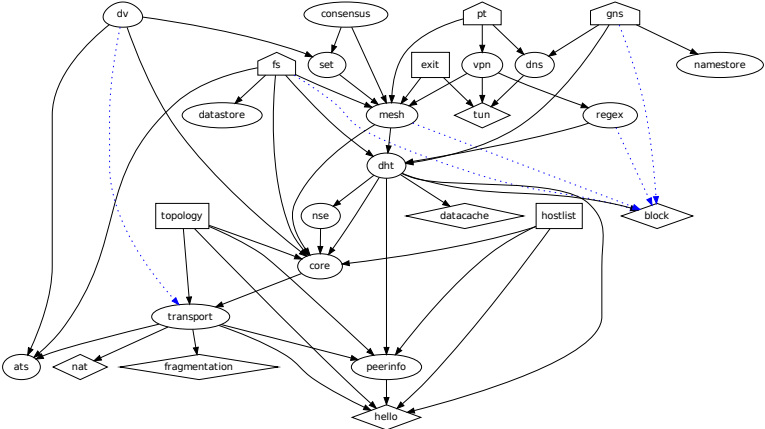 dv
consensus
pt
gns
fs
set
exit
vpn
dns
namestore
datastore
mesh
tun
regex
dht
topology
nse
datacache
hostlist
block
core
transport
ats
nat
fragmentation
peerinfo
hello